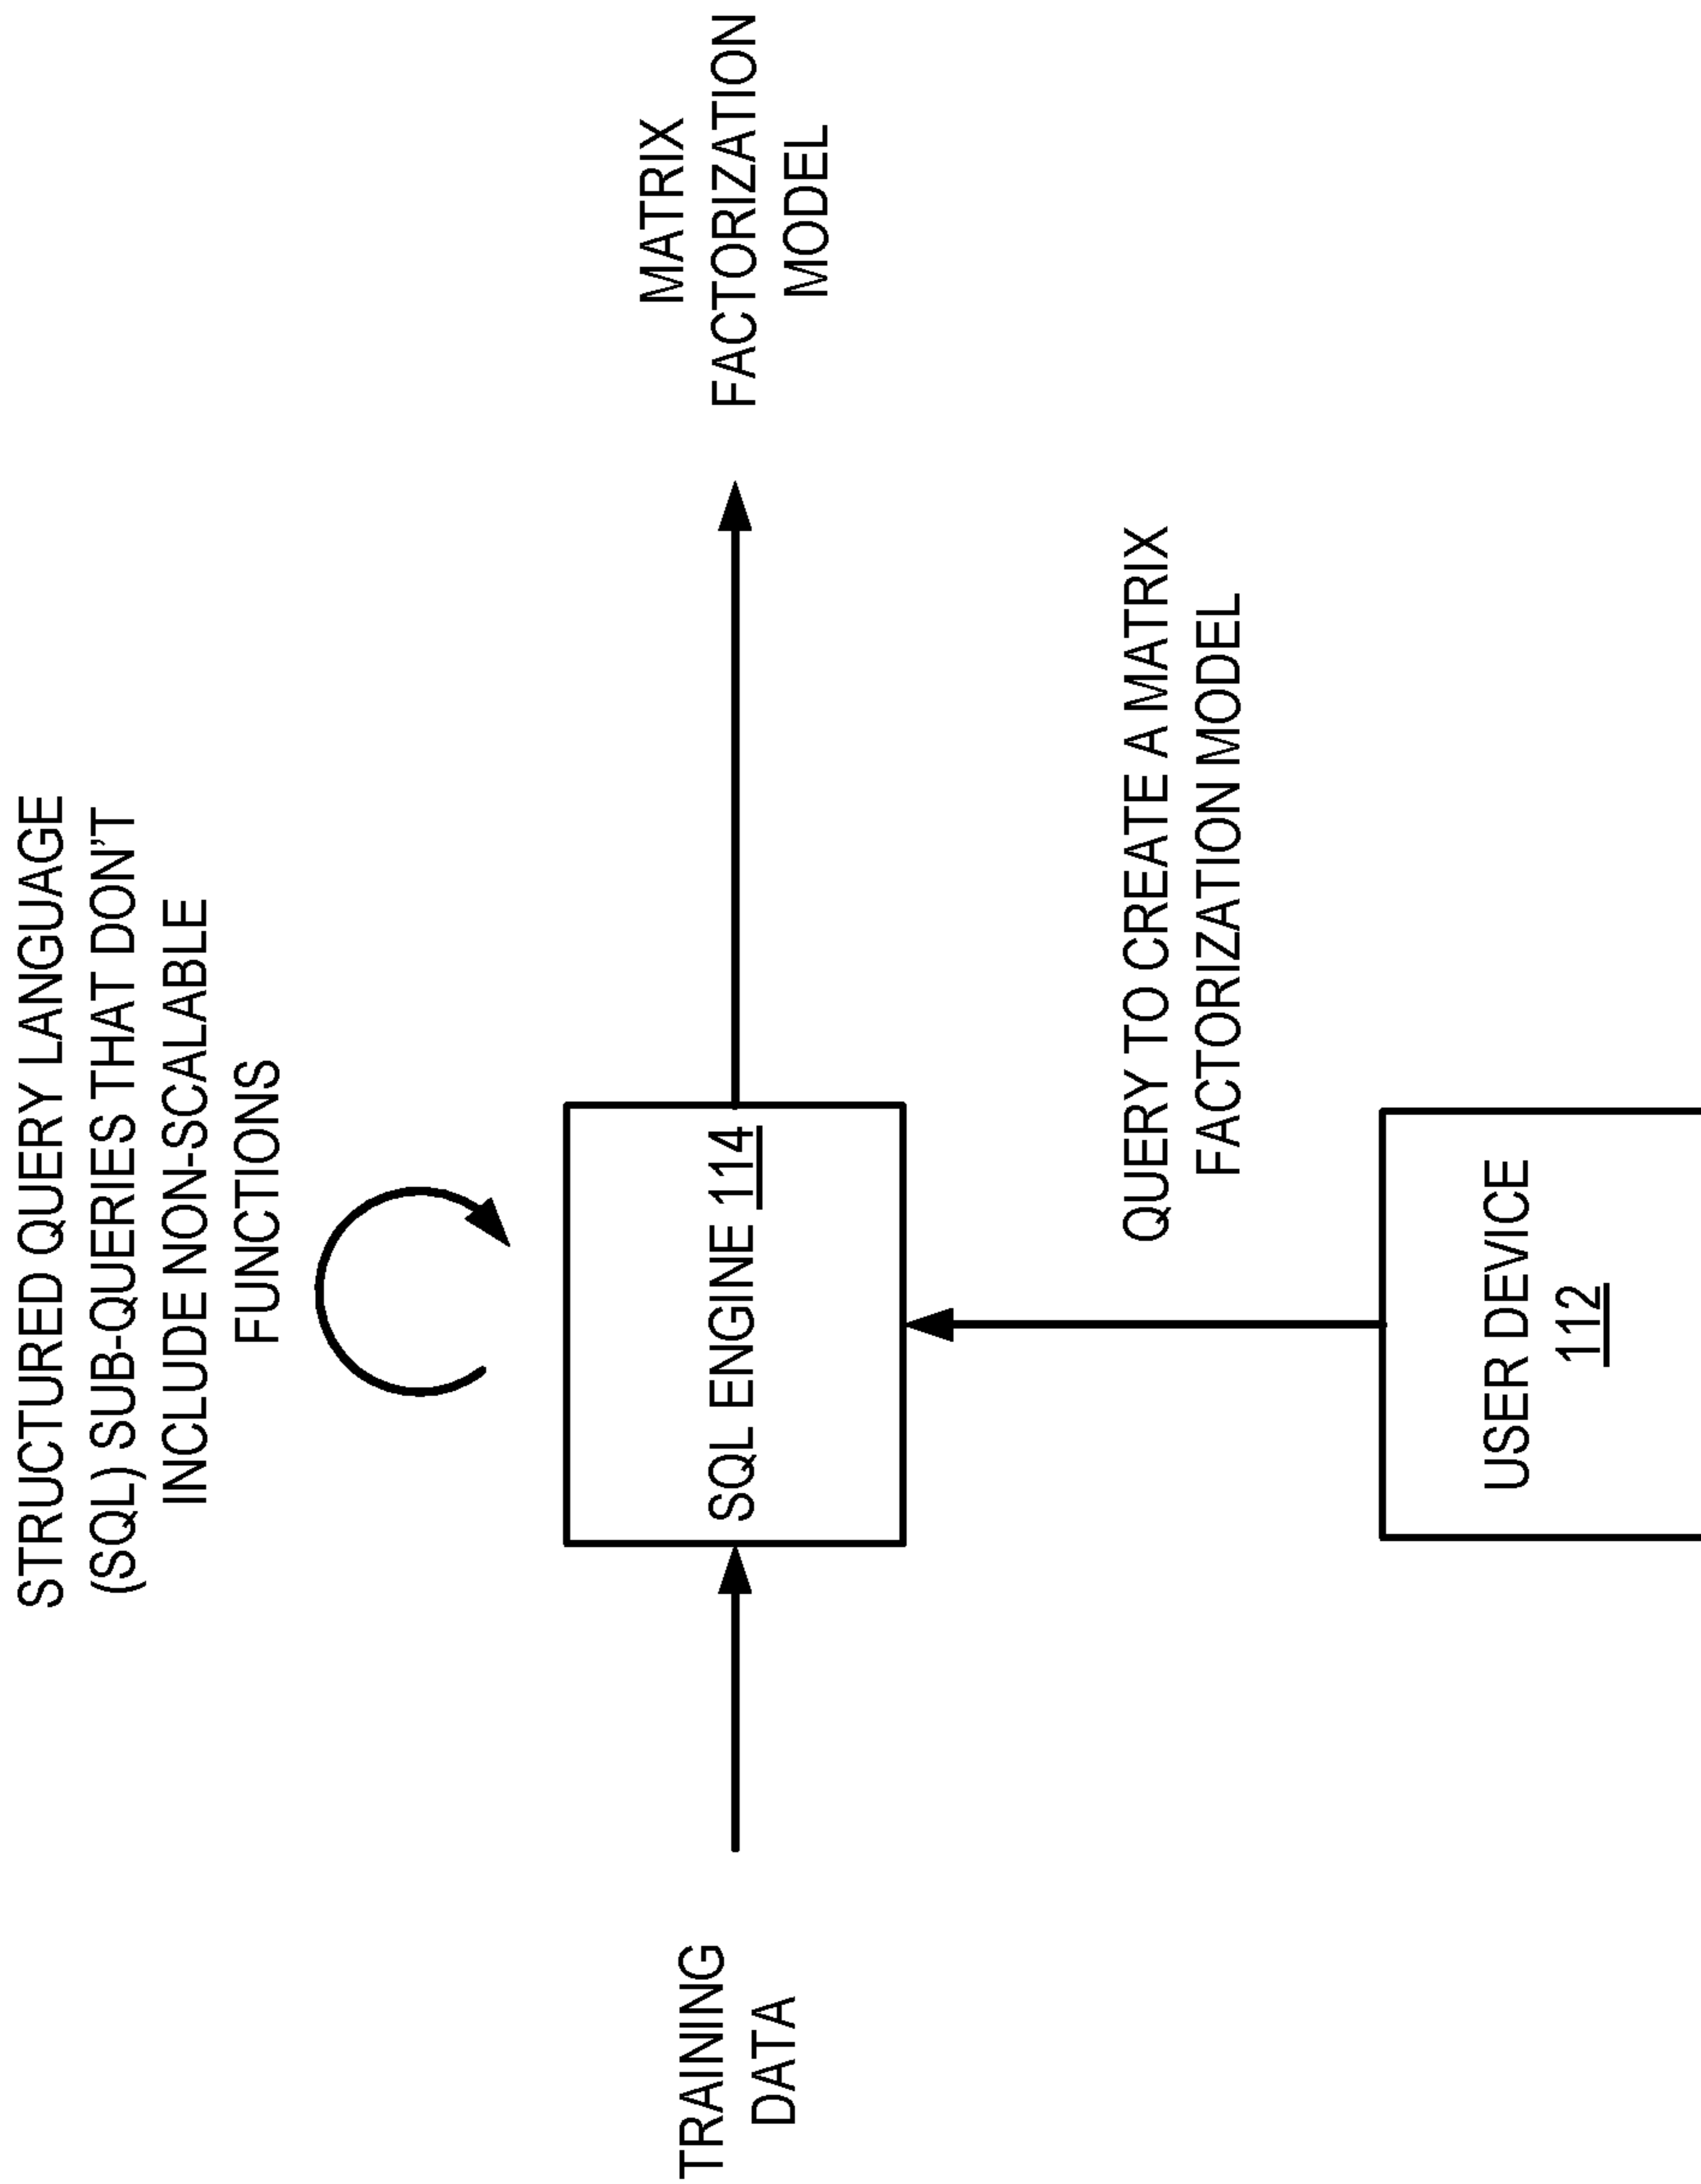 STRUCTURED QUERY LANGUAGE
(SQL) SUB-QUERIES THAT DON'T
INCLUDE NON-SCALABLE
FUNCTIONS
TRAINING
DATA
SQL ENGINE 114
MATRIX
FACTORIZATION
MODEL
QUERY TO CREATE A MATRIX
FACTORIZATION MODEL
USER DEVICE
112